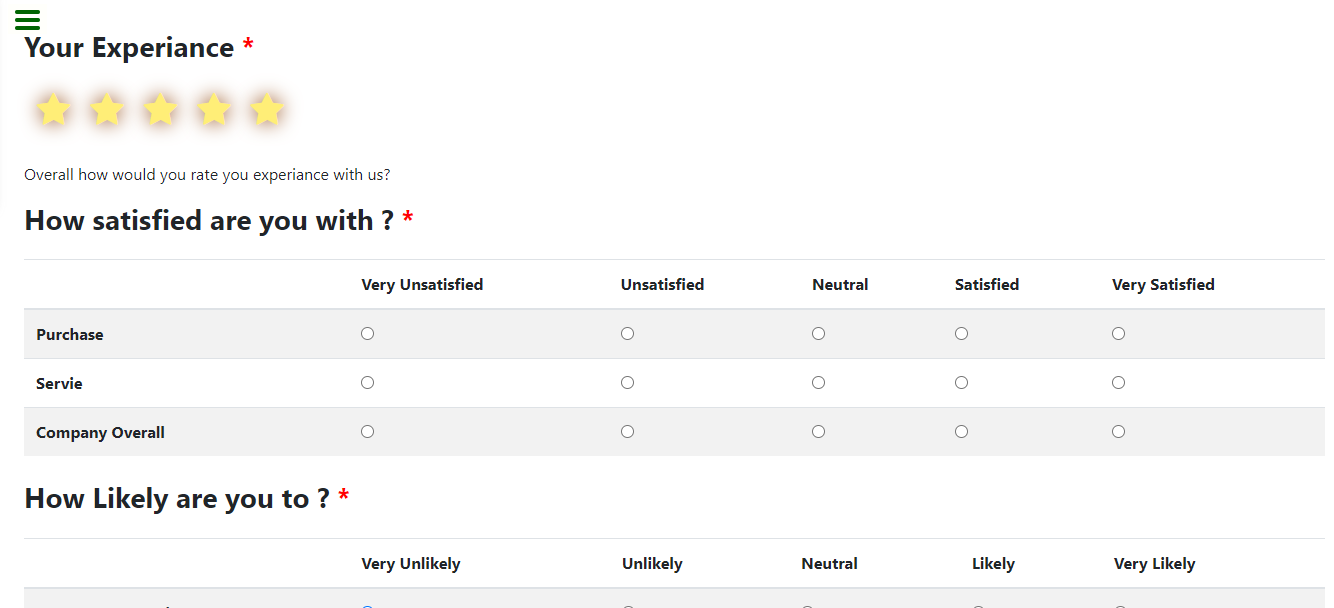 Your Experiance *
Overall how would you rate you experiance with us?
How satisfied are you with ? *
Very Unsatisfied Unsatisfied Neutral Satisfied Very Satisfied
Purchase
Servie
Company Overall
How Likely are you to ? *
Very Unlikely Unlikely Neutral Likely Very Likely